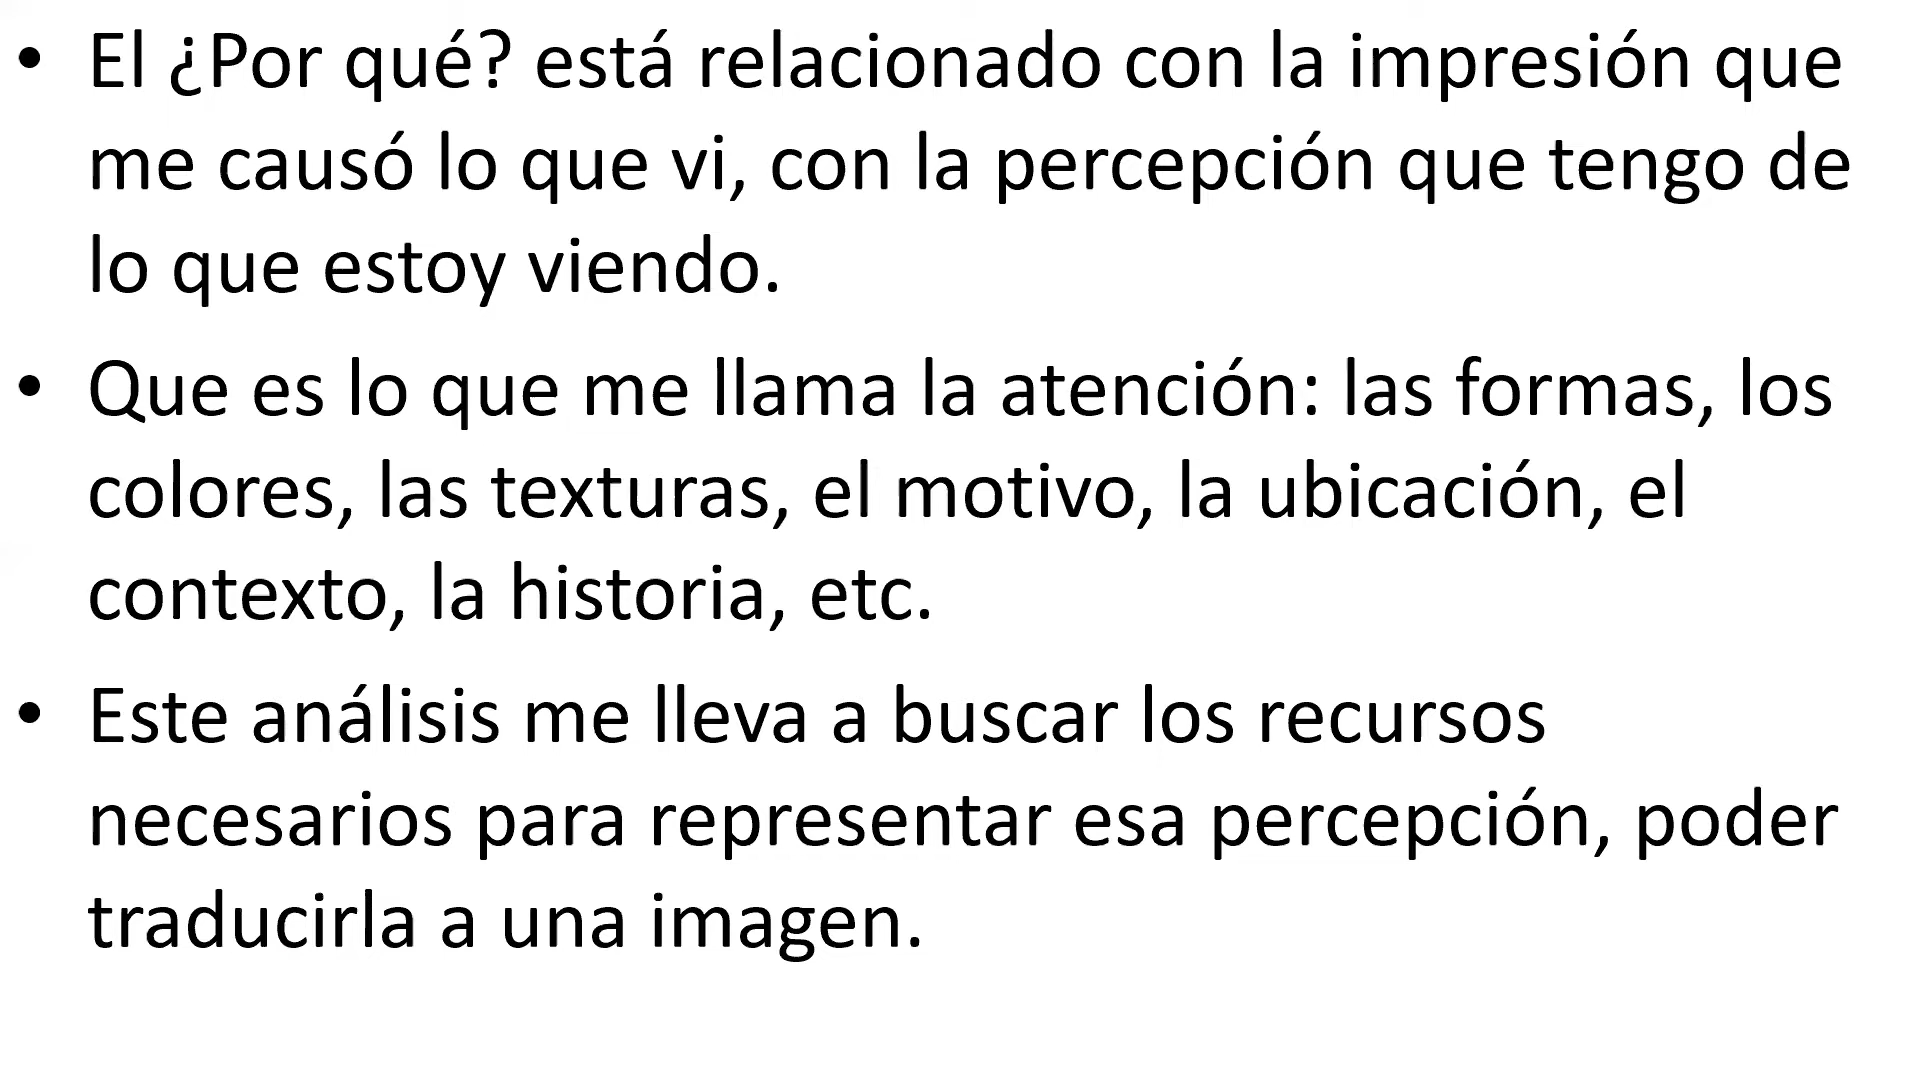 • El ¿Por qué? está relacionado con la impresión que
me causó lo que vi, con la percepción que tengo de
lo que estoy viendo.
• Que es lo que me llama la atención: las formas, los
colores, las texturas, el motivo, la ubicación, el
contexto, la historia, etc.
• Este análisis me lleva a buscar los recursos
necesarios para representar esa percepción, poder
traducirla a una imagen.